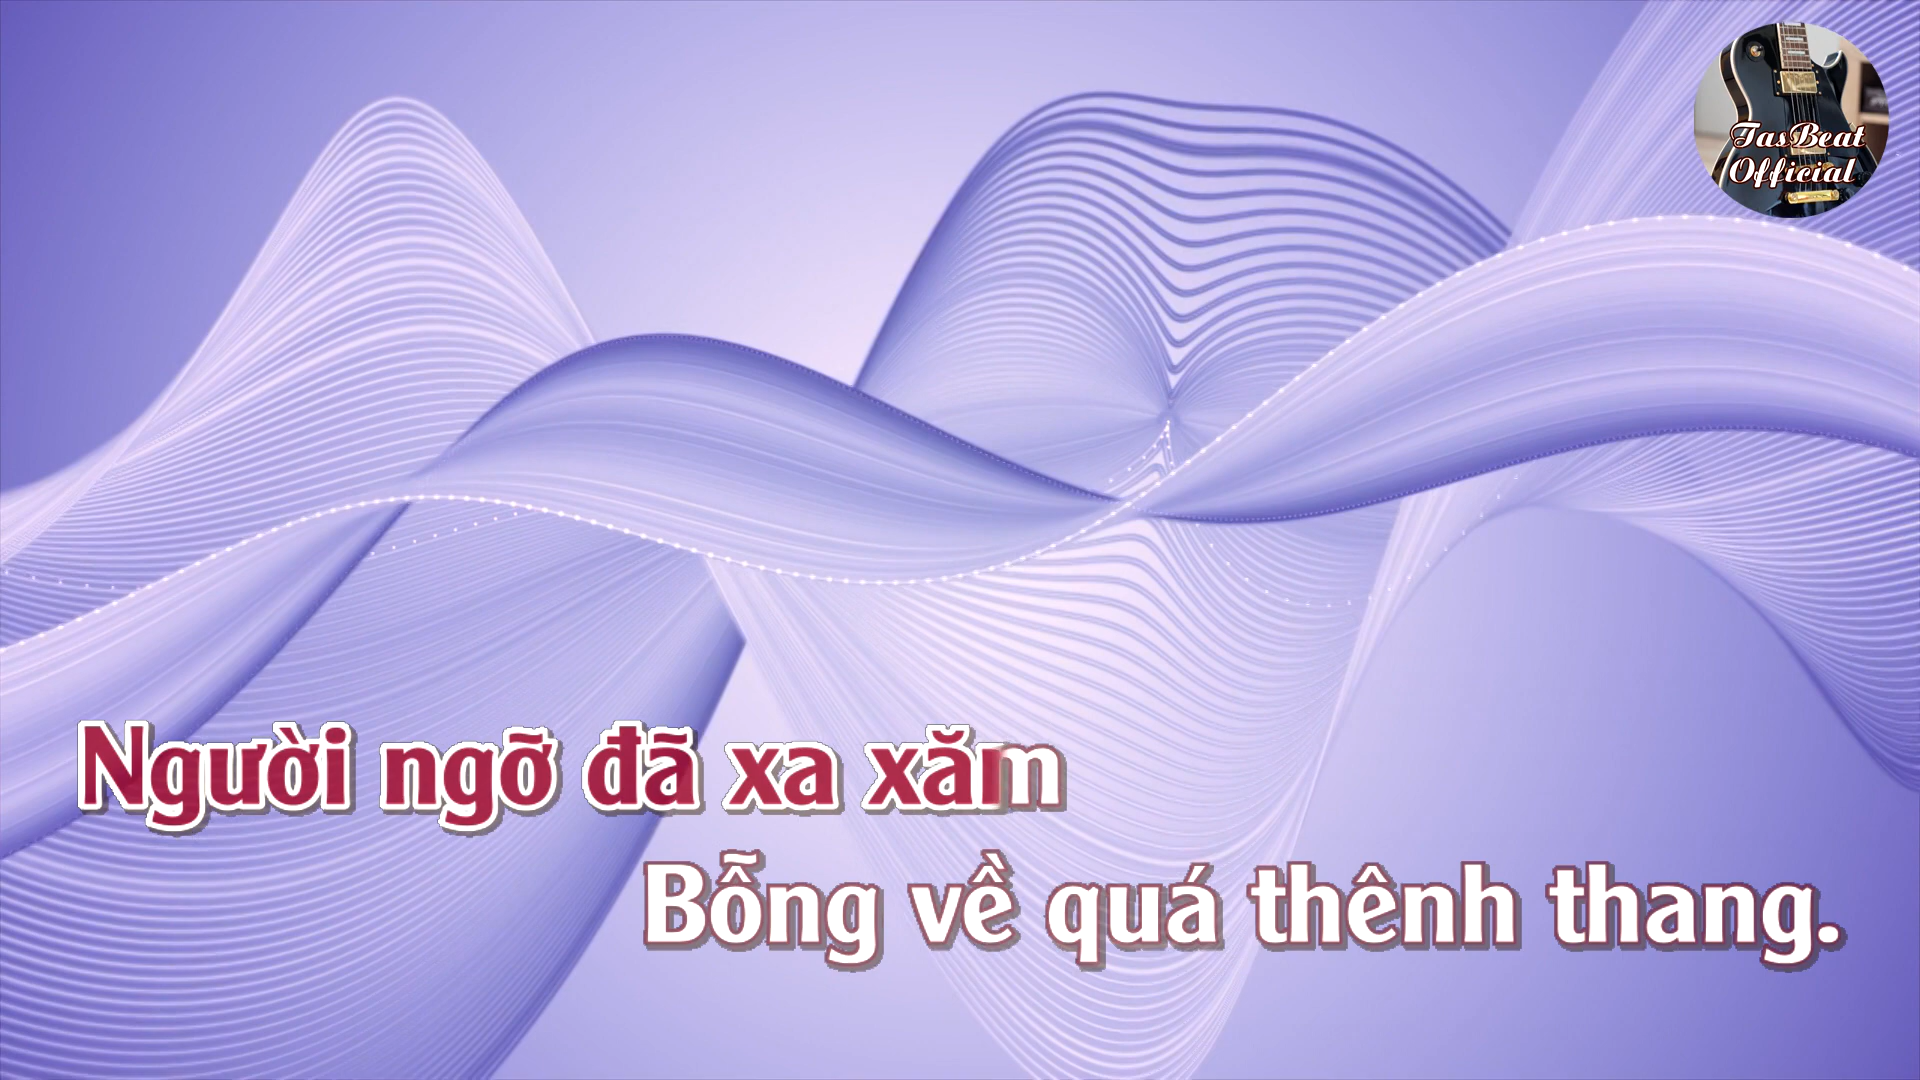 TasBeat
Official
Người ngỡ đã xa xăm
Bỗng về quá thênh thang.